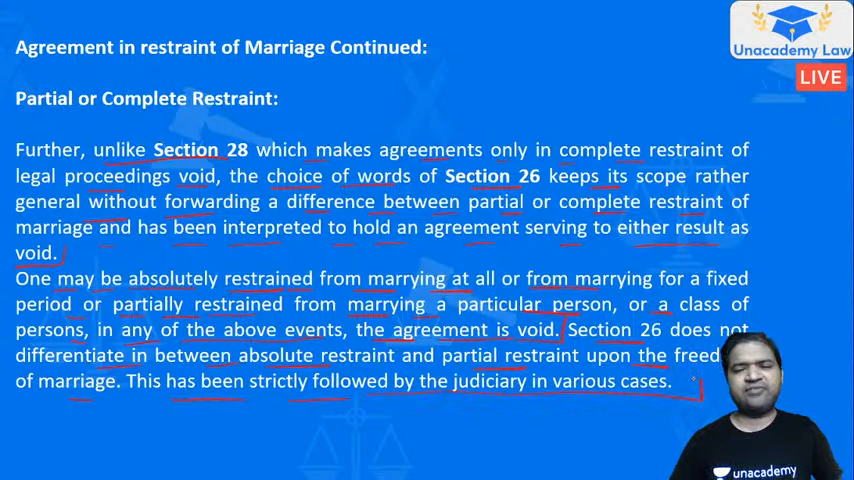 Unacademy Law
LIVE
Agreement in restraint of Marriage Continued:
Partial or Complete Restraint:
Further, unlike Section 28 which makes agreements only in complete restraint of
legal proceedings void, the choice of words of Section 26 keeps its scope rather
general without forwarding a difference between partial or complete restraint of
marriage and has been interpreted to hold an agreement serving to either result as
void.
One may be absolutely restrained from marrying at all or from marrying for a fixed
period or partially restrained from marrying a particular person, or a class of
persons, in any of the above events, the agreement is void. Section 26 does not
differentiate in between absolute restraint and partial restraint upon the freed
of marriage. This has been strictly followed by the judiciary in various cases.
unacademy